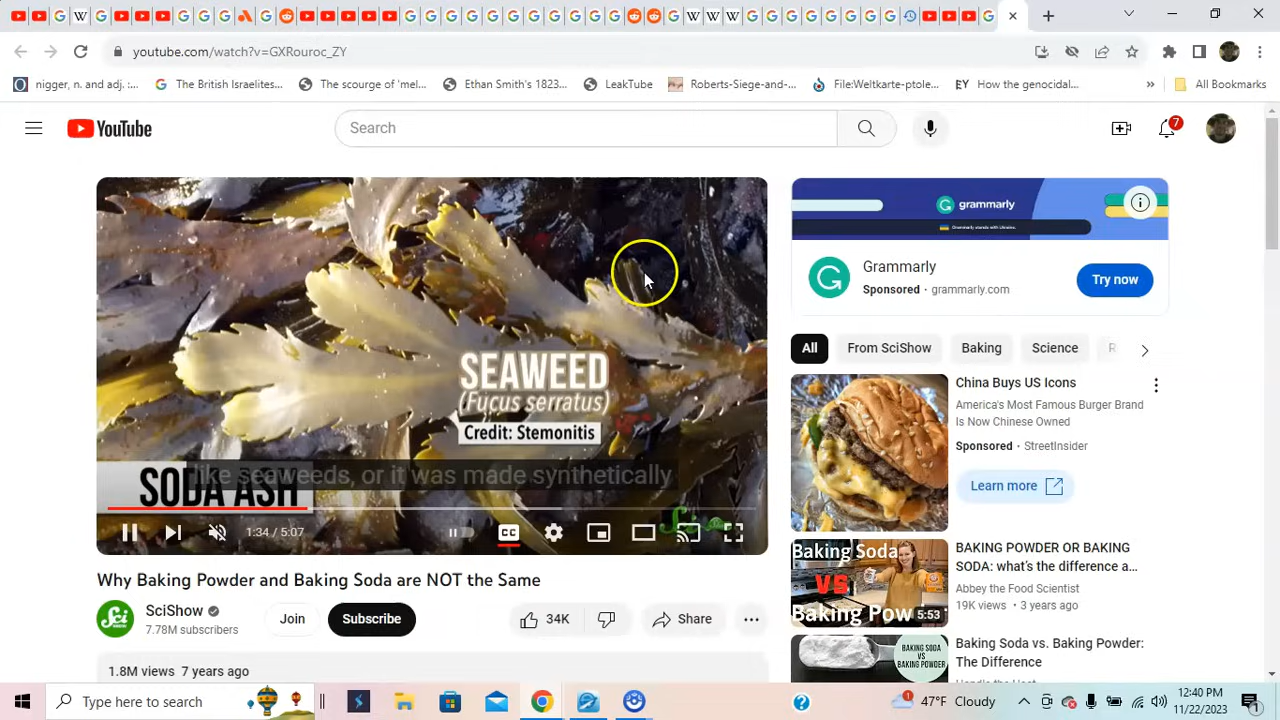 youtube.com/watch?v=GXRouroc_ZY
nigger, n. and adj. :...
The British Israelites...
The scourge of 'mel...
Ethan Smith's 1823...
LeakTube
Roberts-Siege-and-...
File:Weltkarte-ptole...
EY
How the genocidal...
»
All Bookmarks
YouTube
Search
7
SEAWEED
(Fucus serratus)
Credit: Stemonitis
SODA ASH
like seaweeds, or it was made synthetically
1:34 / 5:07
CC
Why Baking Powder and Baking Soda are NOT the Same
Sci
SciShow
7.78M subscribers
Join
Subscribe
34K
Share
1.8M views 7 years ago
grammarly
Grammarly stands with Ukraine.
Grammarly
Sponsored · grammarly.com
Try now
All
From SciShow
Baking
Science
China Buys US Icons
America's Most Famous Burger Brand
Is Now Chinese Owned
Sponsored · StreetInsider
Learn more
Baking Soda
VS
Baking Pow
5:53
BAKING POWDER OR BAKING
SODA: what's the difference a...
Abbey the Food Scientist
19K views • 3 years ago
BAKING SODA
VS
BAKING POWDER
Baking Soda vs. Baking Powder:
The Difference
Type here to search
1
47°F Cloudy
12:40 PM
11/22/2023
1